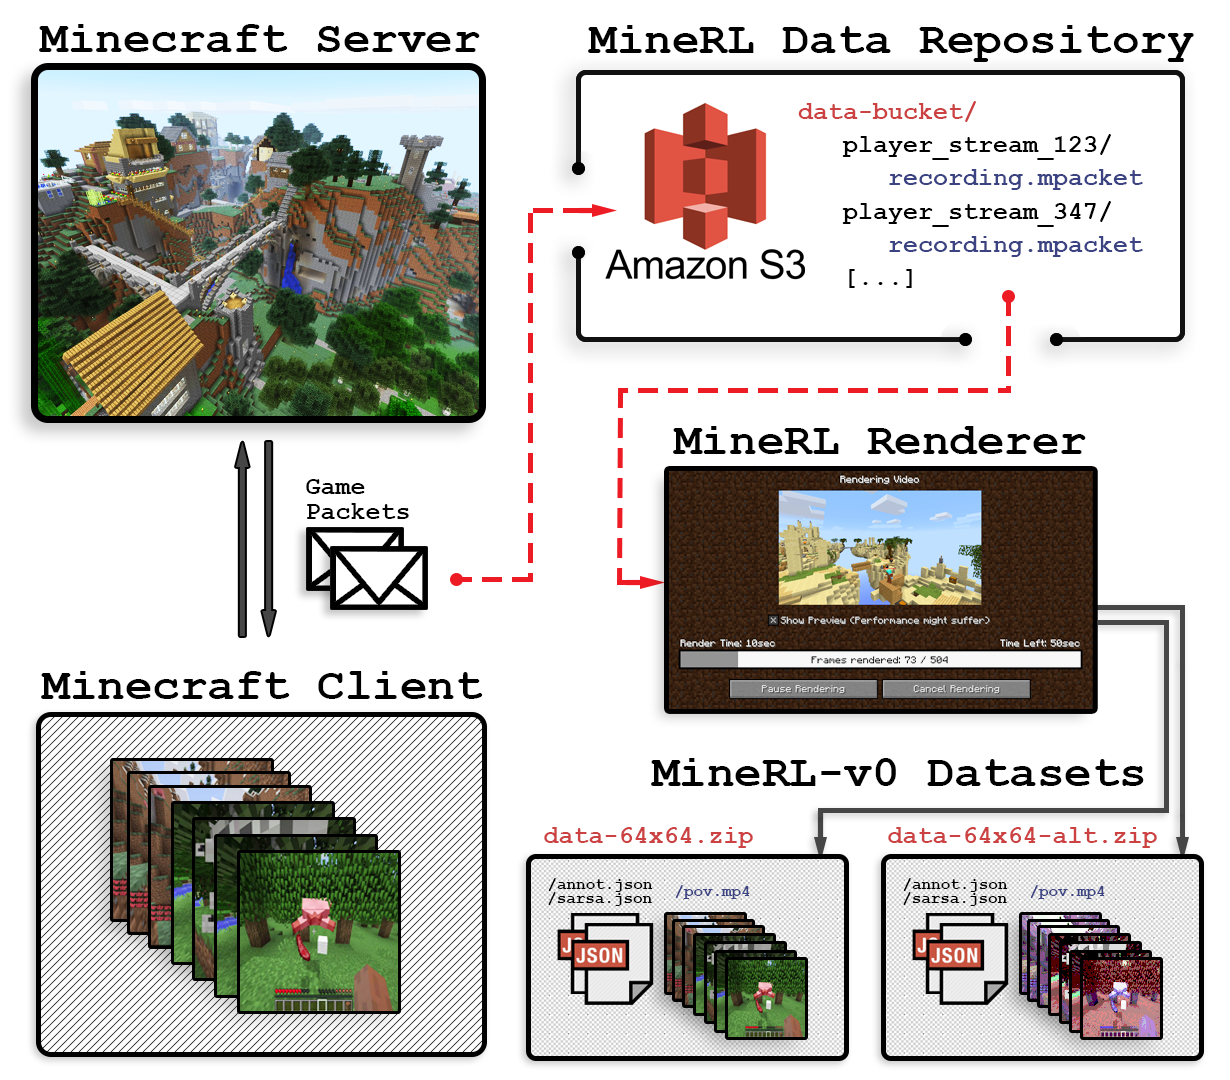 Minecraft Server
MineRL Data Repository
data-bucket/
player_stream_123/
recording.mpacket
player_stream_347/
recording.mpacket
[...]
Amazon S3
Game
Packets
MineRL Renderer
Rendering Video
Show Preview (Performance might suffer)
Render Time: 10sec
Time Left: 50sec
Frames rendered: 73 / 504
Pause Rendering
Cancel Rendering
Minecraft Client
MineRL-v0 Datasets
data-64x64.zip
/annot.json
/sarsa.json
/pov.mp4
JS
JSON
data-64x64-alt.zip
/annot.json
/sarsa.json
/pov.mp4
JS
JSON